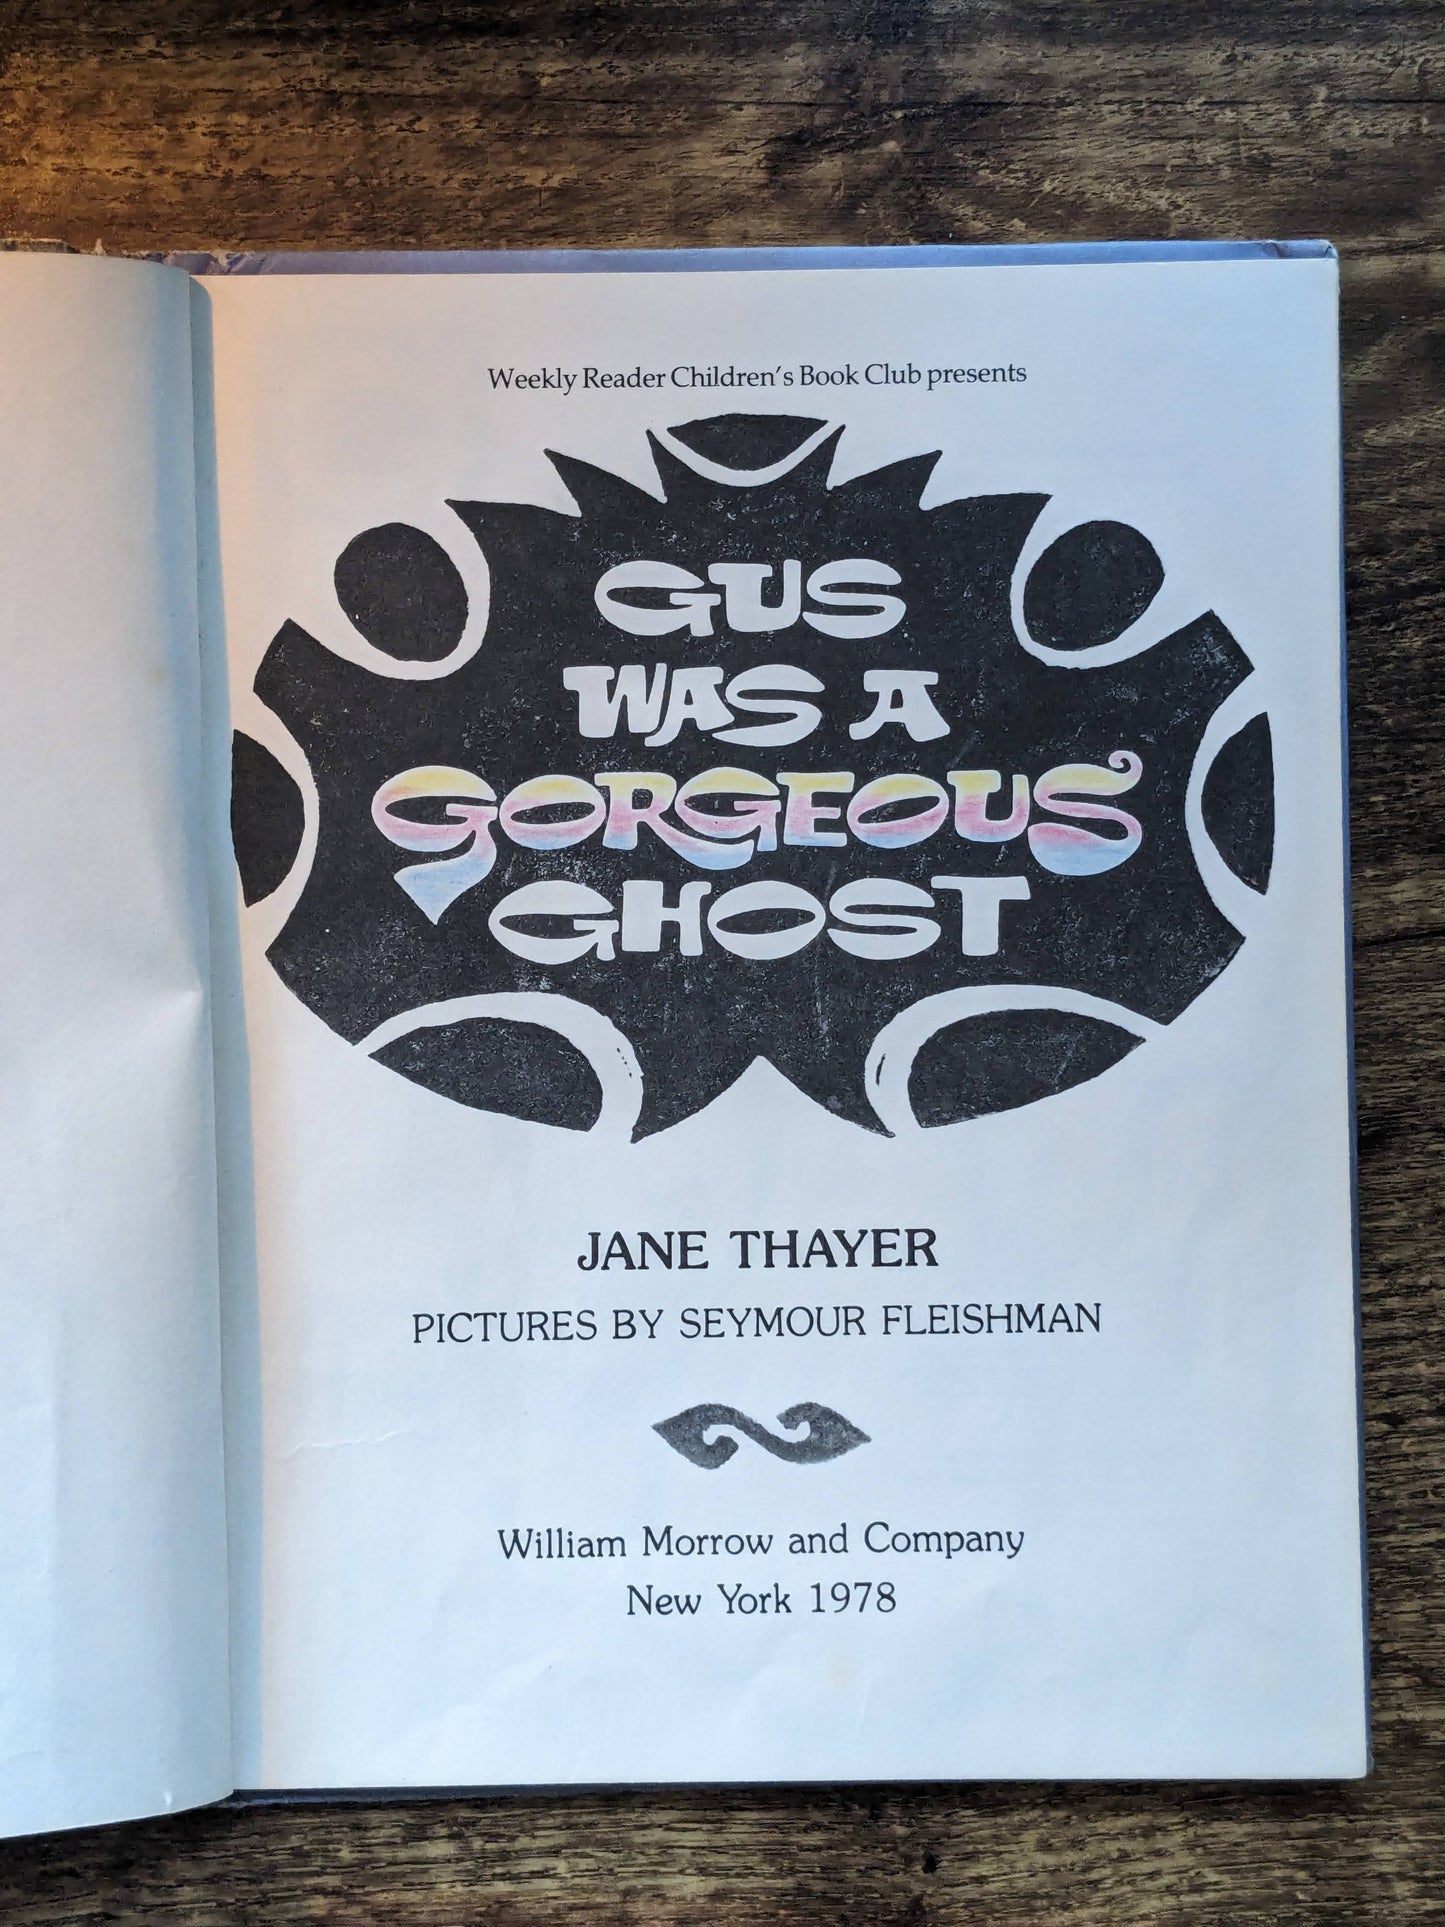 Weekly Reader Children's Book Club presents
GUS
WAS A
GORGEOUS
GHOST
JANE THAYER
PICTURES BY SEYMOUR FLEISHMAN
William Morrow and Company
New York 1978